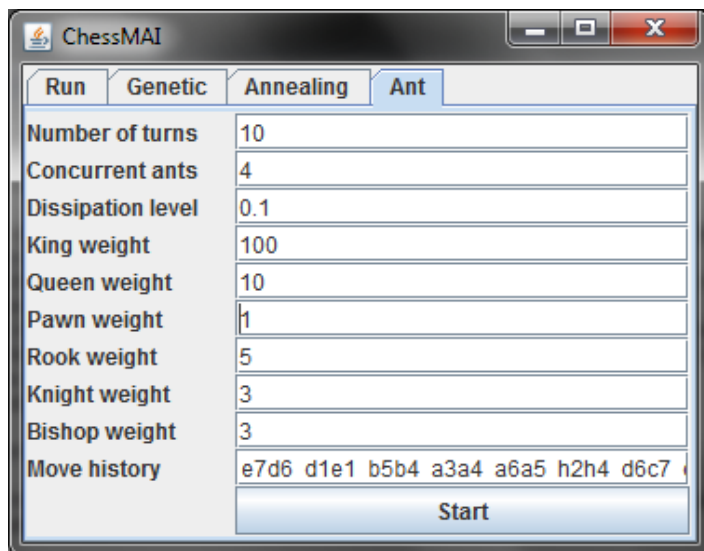 ChessMAI
Run Genetic Annealing Ant
Number of turns 10
Concurrent ants 4
Dissipation level 0.1
King weight 100
Queen weight 10
Pawn weight 1
Rook weight 5
Knight weight 3
Bishop weight 3
Move history e7d6 d1e1 b5b4 a3a4 a6a5 h2h4 d6c7
Start